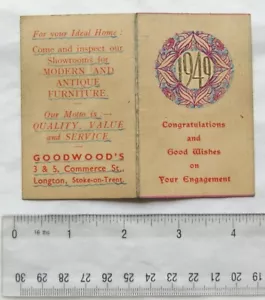 For your Ideal Home:
Come and inspect our
Showrooms for
MODERN AND
ANTIQUE
FURNITURE.
Our Motto is—
QUALITY, VALUE
and SERVICE
GOODWOOD'S
3 & 5, Commerce St.,
Longton, Stoke-on-Trent.
1949
Congratulations
and
Good Wishes
on
Your Engagement
0 16 ths 1 2 3 4
30 29 28 27 26 25 24 23 22 21 20